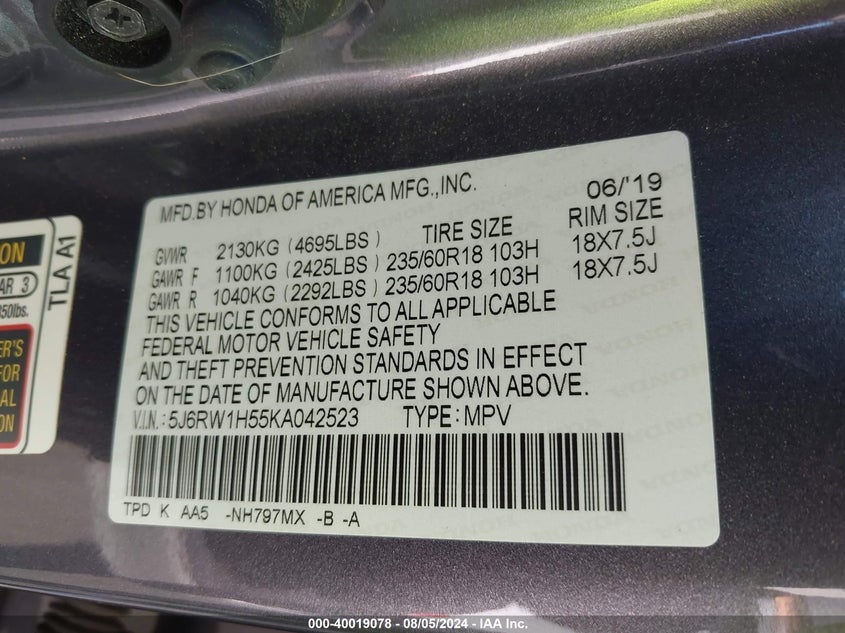 MFD.BY HONDA OF AMERICA MFG.,INC. 06/'19
GVWR 2130KG (4695LBS) TIRE SIZE RIM SIZE
GAWR F 1100KG (2425LBS) 235/60R18 103H 18X7.5J
GAWR R 1040KG (2292LBS) 235/60R18 103H 18X7.5J
THIS VEHICLE CONFORMS TO ALL APPLICABLE
FEDERAL MOTOR VEHICLE SAFETY
AND THEFT PREVENTION STANDARDS IN EFFECT
ON THE DATE OF MANUFACTURE SHOWN ABOVE.
V.I.N.: 5J6RW1H55KA042523 TYPE: MPV
TPD K AA5 -NH797MX -B -A
TLA A1
3
FOR
000-40019078 - 08/05/2024 - IAA Inc.